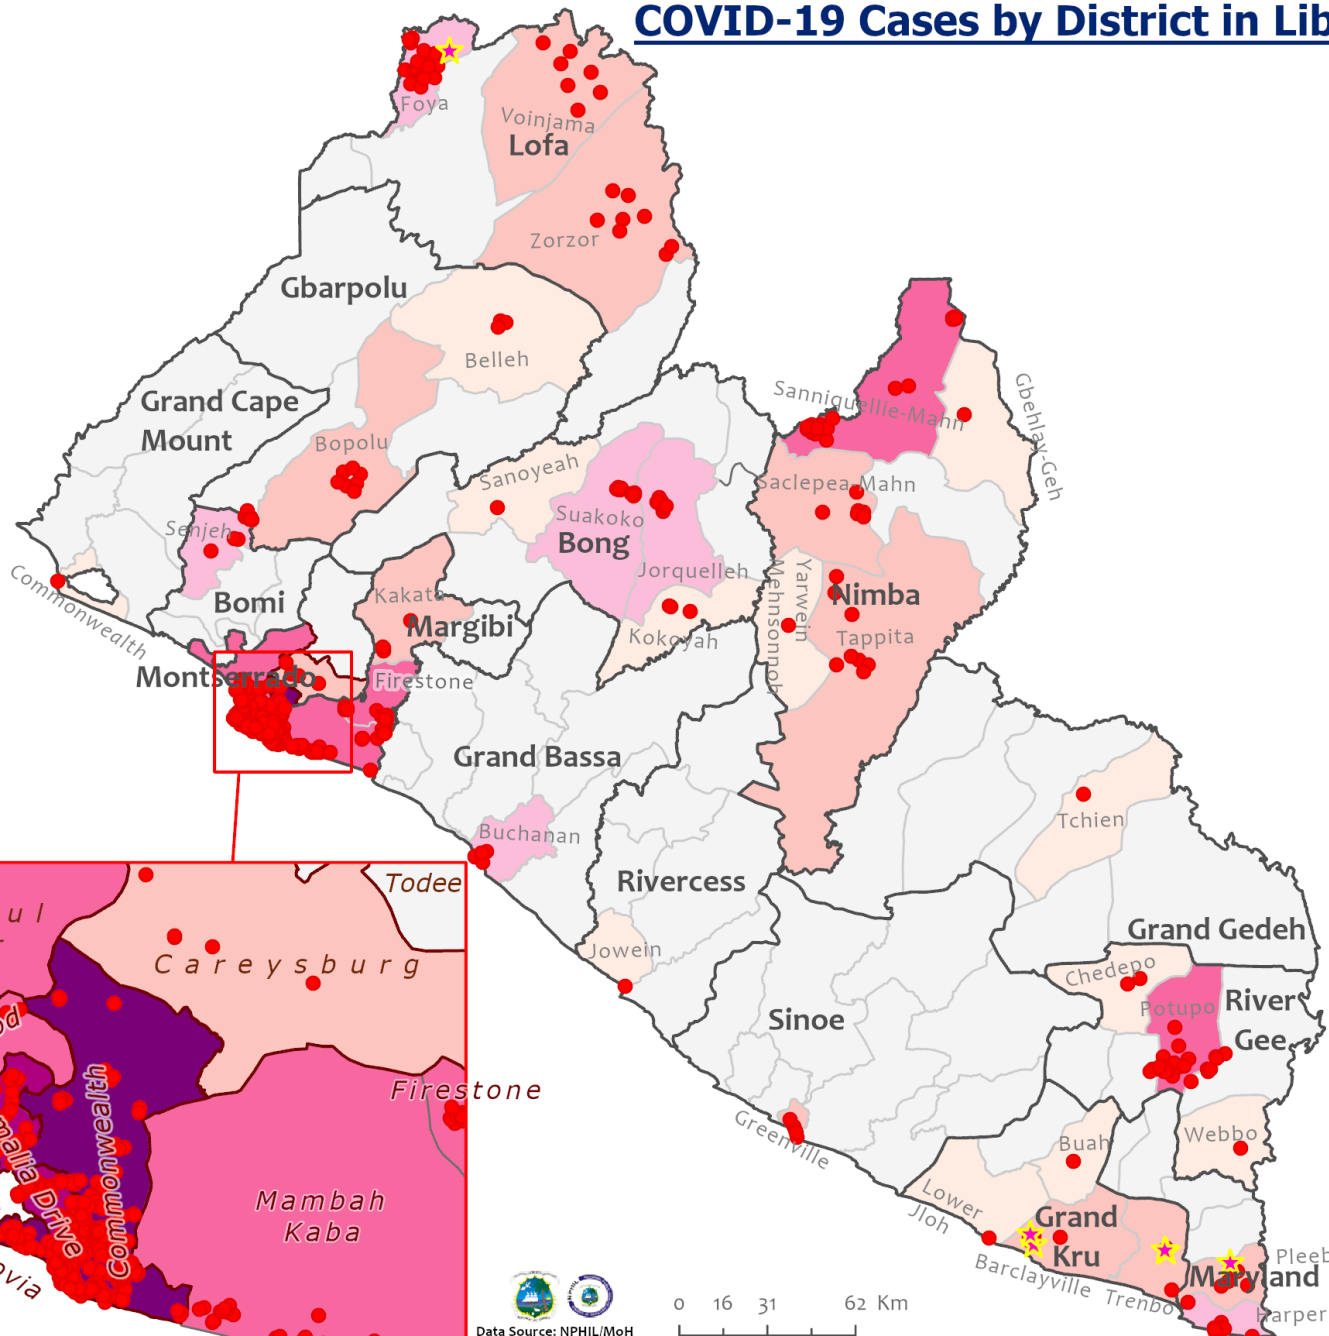 COVID-19 Cases by District in Lib
Foya
Voinjama
Lofa
Zorzor
Gbarpolu
Belleh
Grand Cape
Mount
Bopolu
Sanniquellie-Mahn
Gbehlay-Geh
Sanoyeah
Saclepea-Mahn
Suakoko
Bong
Senjeh
Jorquelleh
Commonwealth
Bomi
Kakata
Margibi
Kokoyah
Yarwein
Mehnsonnoh
Nimba
Tappita
Montserrado
Firestone
Grand Bassa
Buchanan
Tchien
Rivercess
Grand Gedeh
Jowein
Chedepo
Potupo
River
Gee
Sinoe
Greenville
Buah
Webbo
Lower
Jloh
Grand
Kru
Barclayville
Trenbo
Maryland
Pleeb
Harper
Todee
ul
Careysburg
od
Firestone
Commonwealth
malia Drive
Mambah
Kaba
ovia
Data Source: NPHIL/MoH
0 16 31 62 Km